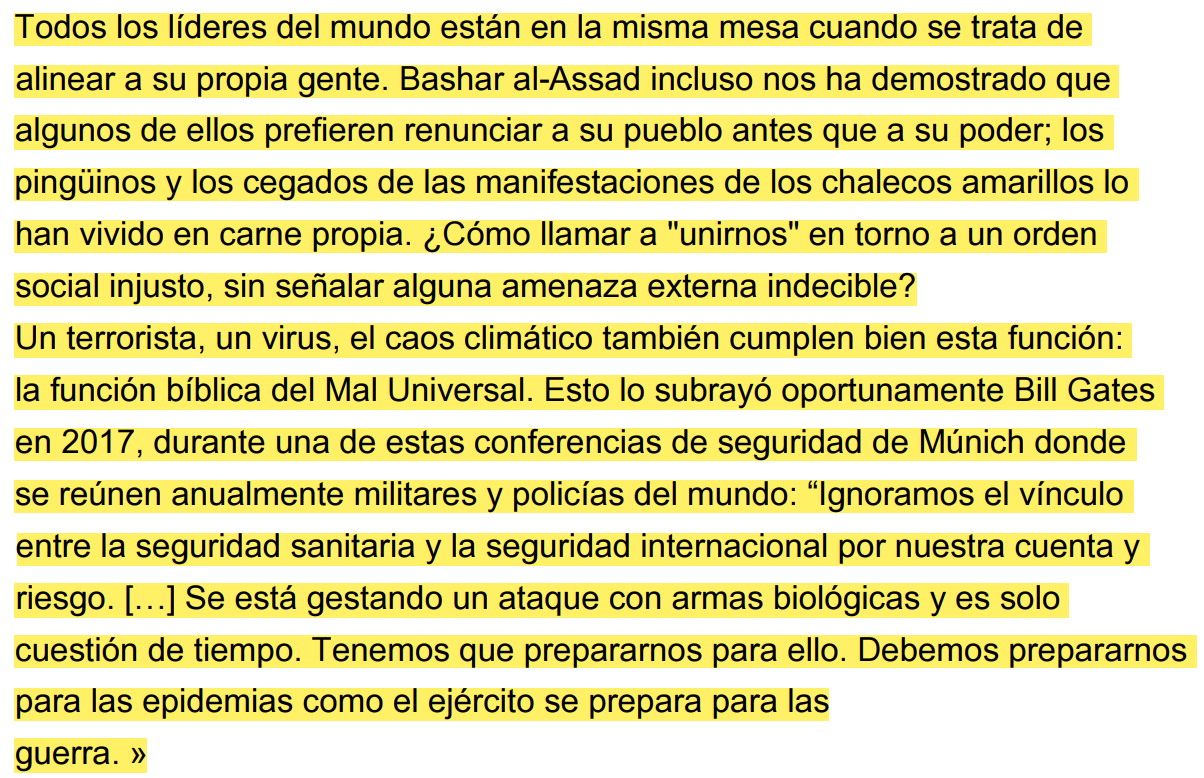 Todos los líderes del mundo están en la misma mesa cuando se trata de
alinear a su propia gente. Bashar al-Assad incluso nos ha demostrado que
algunos de ellos prefieren renunciar a su pueblo antes que a su poder; los
pingüinos y los cegados de las manifestaciones de los chalecos amarillos lo
han vivido en carne propia. ¿Cómo llamar a "unirnos" en torno a un orden
social injusto, sin señalar alguna amenaza externa indecible?
Un terrorista, un virus, el caos climático también cumplen bien esta función:
la función bíblica del Mal Universal. Esto lo subrayó oportunamente Bill Gates
en 2017, durante una de estas conferencias de seguridad de Múnich donde
se reúnen anualmente militares y policías del mundo: “Ignoramos el vínculo
entre la seguridad sanitaria y la seguridad internacional por nuestra cuenta y
riesgo. […] Se está gestando un ataque con armas biológicas y es solo
cuestión de tiempo. Tenemos que prepararnos para ello. Debemos prepararnos
para las epidemias como el ejército se prepara para las
guerra. »